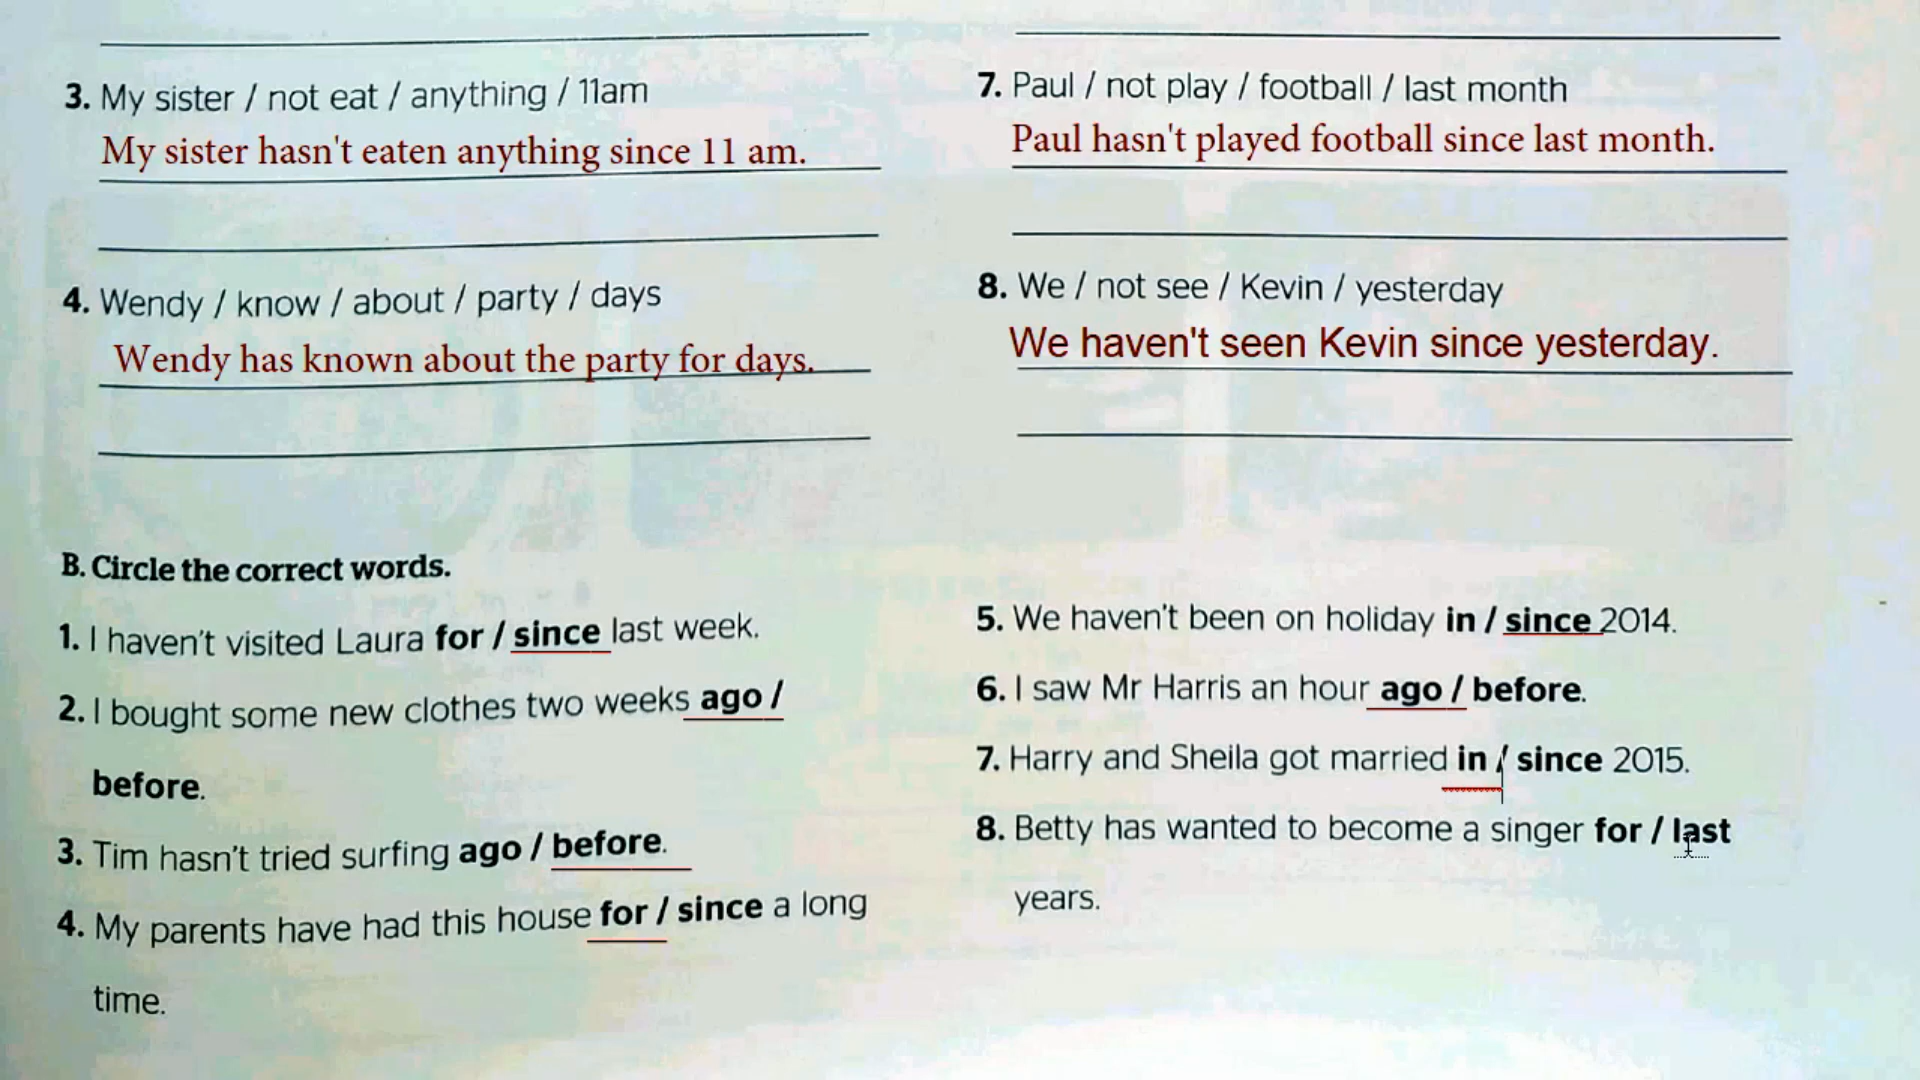 3. My sister / not eat / anything / 11am
My sister hasn't eaten anything since 11 am.
4. Wendy / know / about / party / days
Wendy has known about the party for days.
7. Paul / not play / football / last month
Paul hasn't played football since last month.
8. We / not see / Kevin / yesterday
We haven't seen Kevin since yesterday.
B. Circle the correct words.
1. I haven't visited Laura for / since last week.
2. I bought some new clothes two weeks ago /
before.
3. Tim hasn't tried surfing ago / before.
4. My parents have had this house for / since a long
time.
5. We haven't been on holiday in / since 2014.
6. I saw Mr Harris an hour ago / before.
7. Harry and Sheila got married in / since 2015.
8. Betty has wanted to become a singer for / last
years.